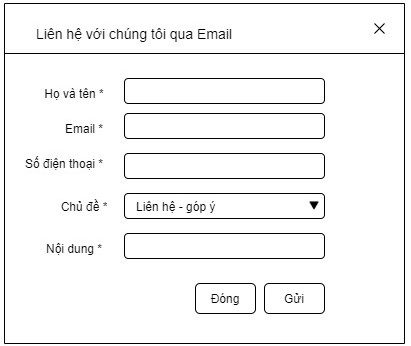 Liên hệ với chúng tôi qua Email
Họ và tên *
Email *
Số điện thoại *
Chủ đề * Liên hệ - góp ý
Nội dung *
Đóng Gửi